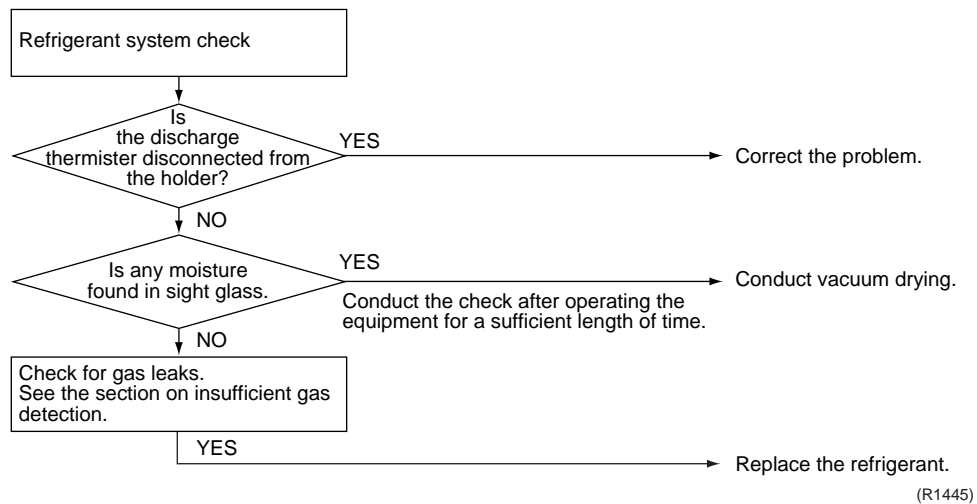 Refrigerant system check
Is
the discharge
thermister disconnected from
the holder?
YES
Correct the problem.
NO
Is any moisture
found in sight glass.
YES
Conduct the check after operating the
equipment for a sufficient length of time.
Conduct vacuum drying.
NO
Check for gas leaks.
See the section on insufficient gas
detection.
YES
Replace the refrigerant.
(R1445)